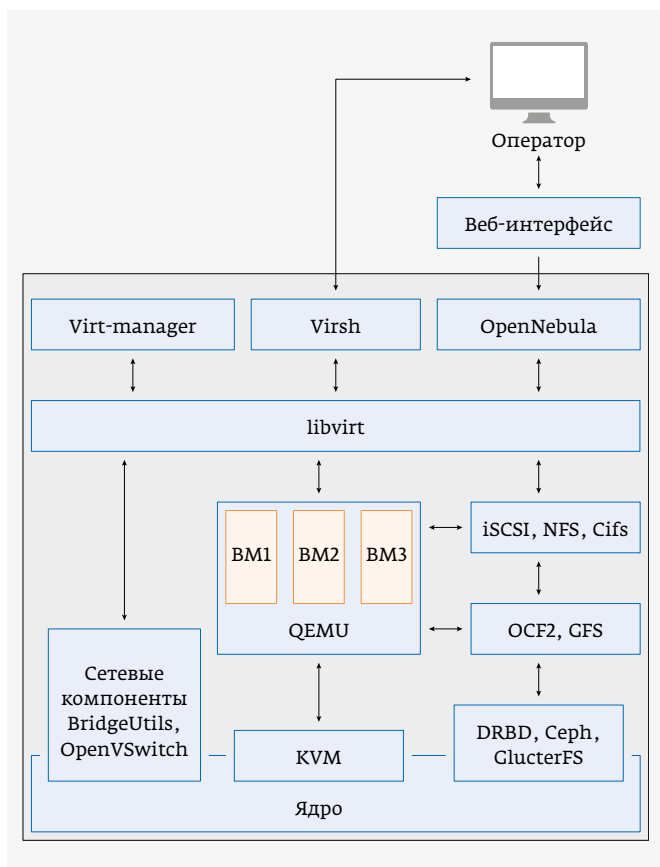 Оператор
Веб-интерфейс
Virt-manager
Virsh
OpenNebula
libvirt
ВМ1
ВМ2
ВМ3
QEMU
iSCSI, NFS, Cifs
OCF2, GFS
Сетевые
компоненты
BridgeUtils,
OpenVSwitch
KVM
DRBD, Ceph,
GlucterFS
Ядро